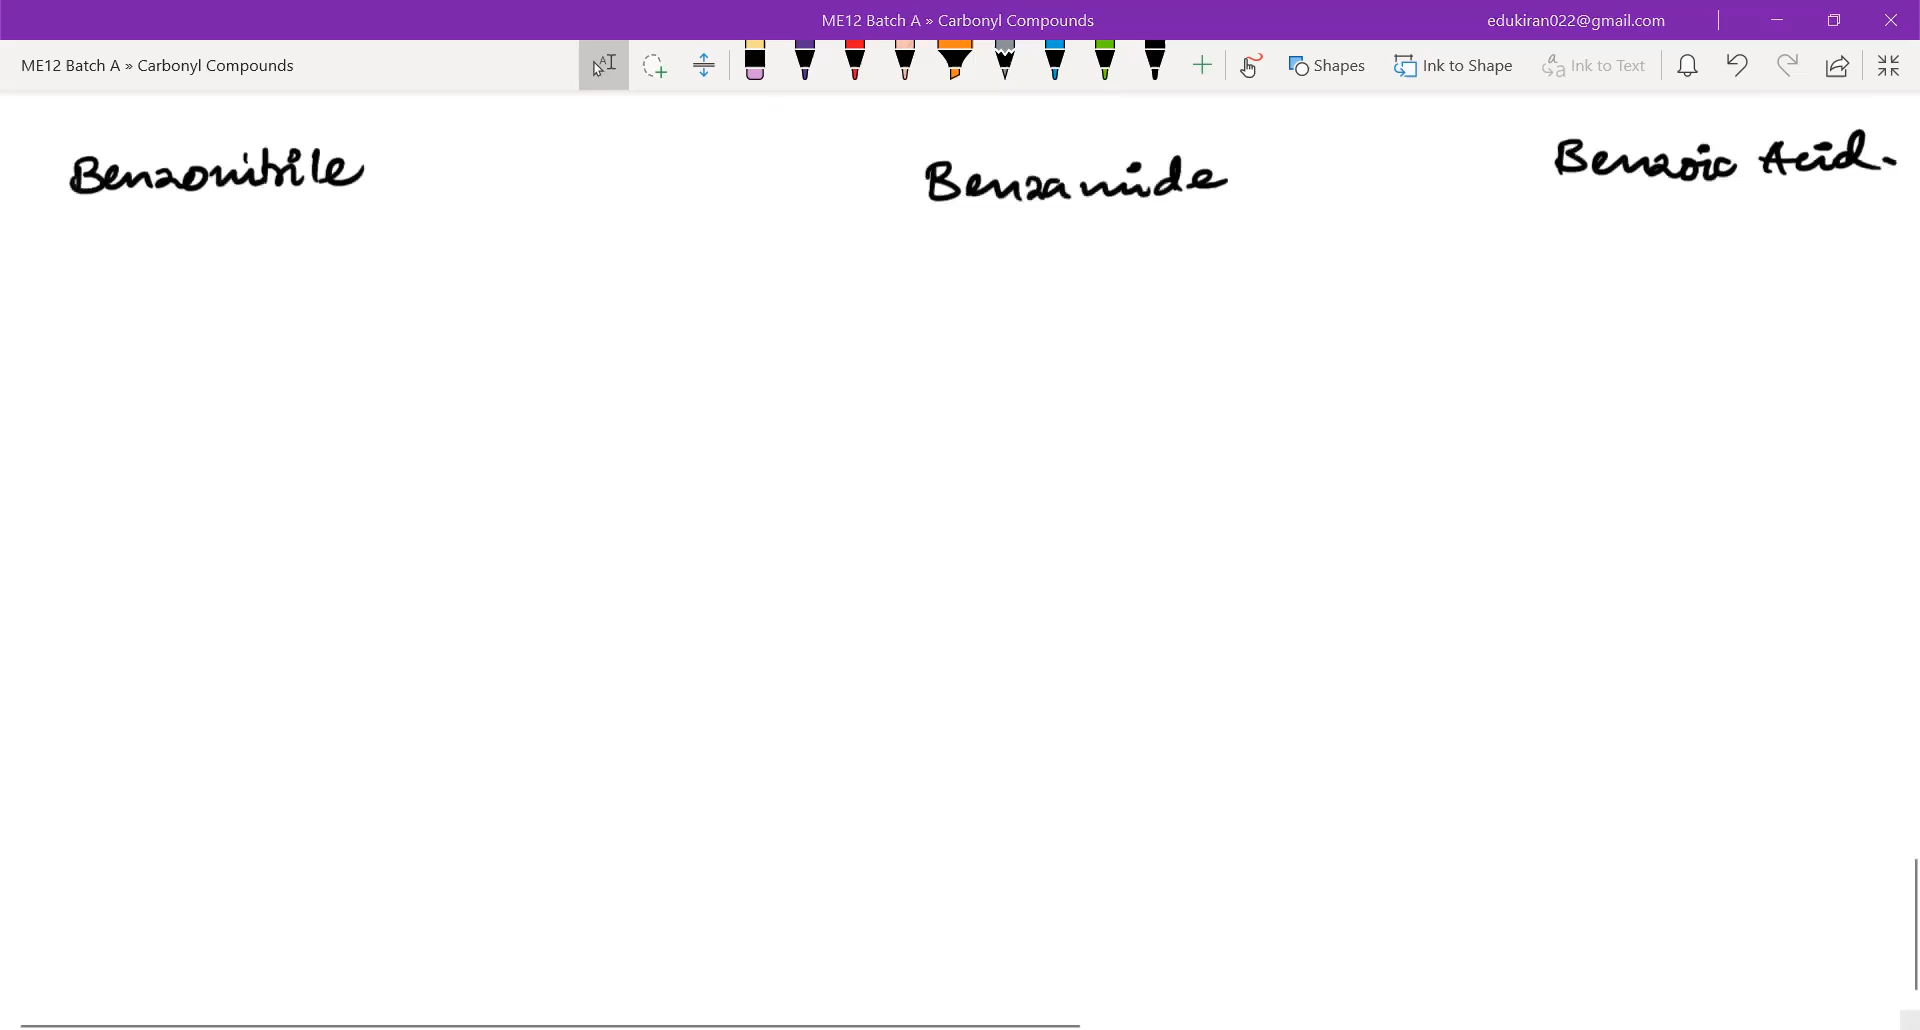 ME12 Batch A » Carbonyl Compounds
edukiran022@gmail.com
ME12 Batch A » Carbonyl Compounds
Shapes
Ink to Shape
Ink to Text
Benzonitrile
Benzamide
Benzoic Acid.